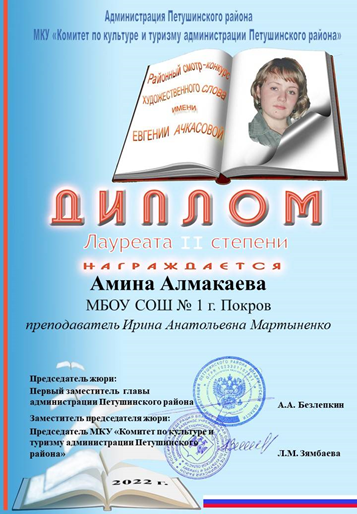 Администрация Петушинского района
МКУ «Комитет по культуре и туризму администрации Петушинского района»
Районный смотр-конкурс
ХУДОЖЕСТВЕННОГО СЛОВА
ИМЕНИ
ЕВГЕНИИ АЧКАСОВОЙ
ДИПЛОМ
Лауреата II степени
НАГРАЖДАЕТСЯ
Амина Алмакаева
МБОУ СОШ № 1 г. Покров
преподаватель Ирина Анатольевна Мартыненко
Председатель жюри:
Первый заместитель главы
администрации Петушинского района
А.А. Безлепкин
Заместитель председателя жюри:
Председатель МКУ «Комитет по культуре и
туризму администрации Петушинского
района»
Л.М. Зямбаева
2022 г.